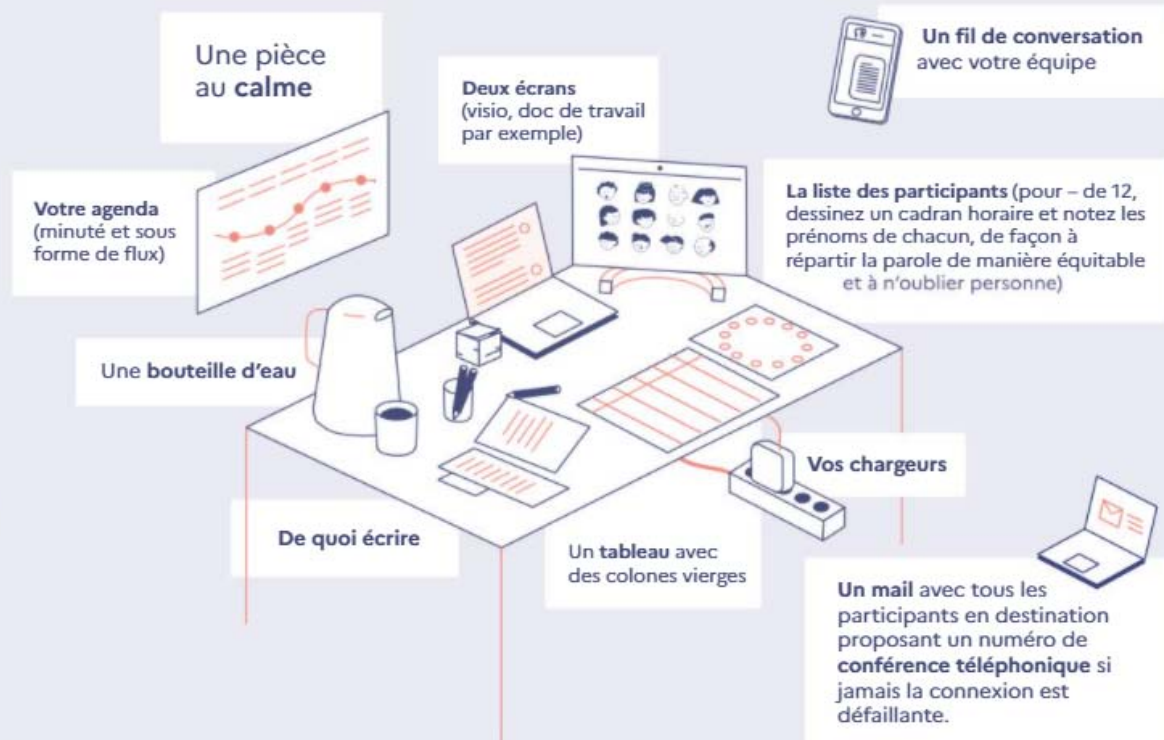 Une pièce
au calme
Deux écrans
(visio, doc de travail
par exemple)
Un fil de conversation
avec votre équipe
Votre agenda
(minuté et sous
forme de flux)
La liste des participants (pour – de 12,
dessinez un cadran horaire et notez les
prénoms de chacun, de façon à
répartir la parole de manière équitable
et à n'oublier personne)
Une bouteille d'eau
Vos chargeurs
De quoi écrire
Un tableau avec
des colones vierges
Un mail avec tous les
participants en destination
proposant un numéro de
conférence téléphonique si
jamais la connexion est
défaillante.